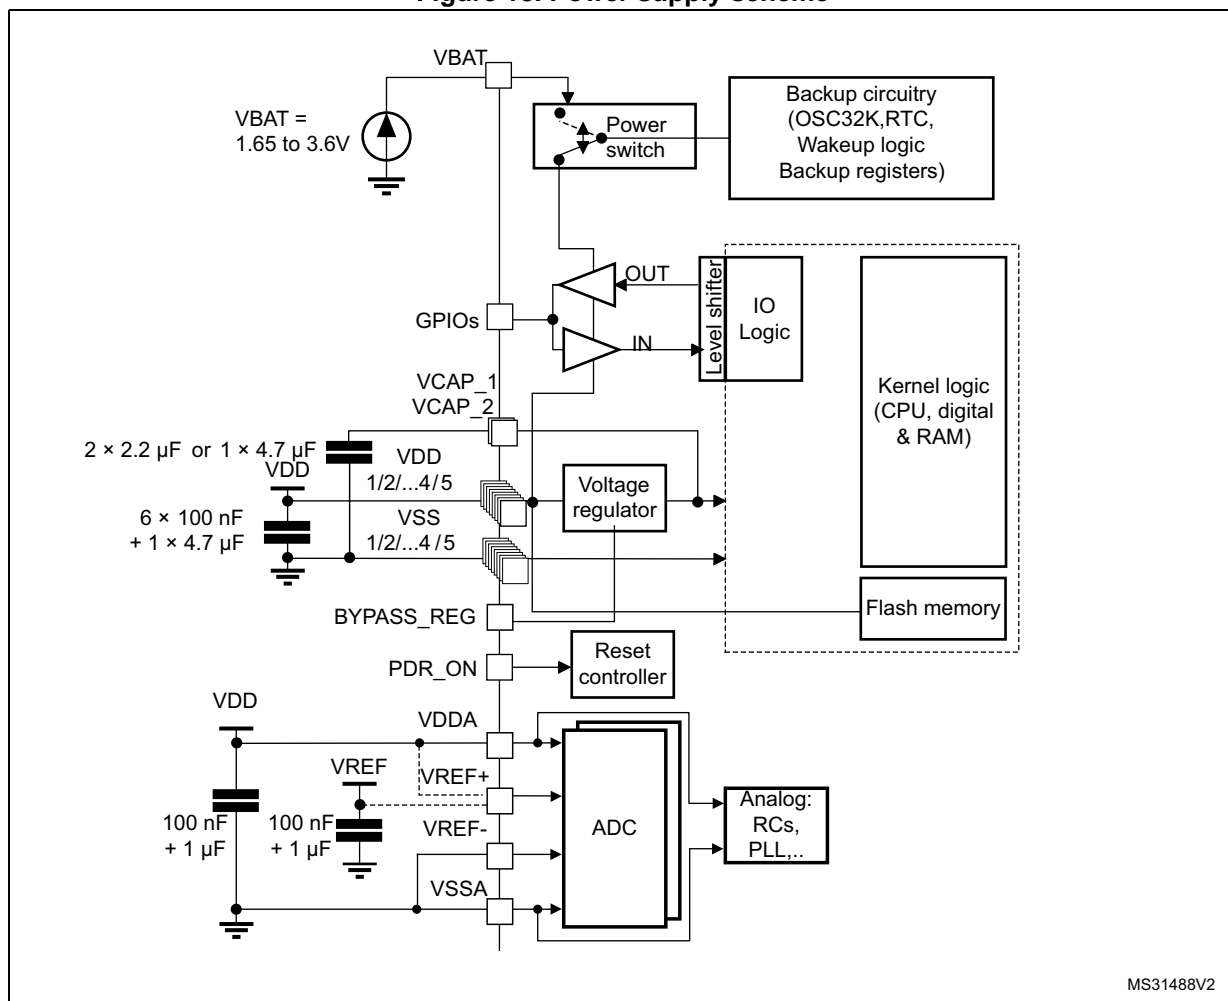 VBAT
VBAT =
1.65 to 3.6V
Power
switch
Backup circuitry
(OSC32K,RTC,
Wakeup logic
Backup registers)
OUT
GPIOs
IN
Level shifter
IO
Logic
Kernel logic
(CPU, digital
& RAM)
VCAP_1
VCAP_2
2 × 2.2 µF or 1 × 4.7 µF
VDD
VDD
1/2/...4/5
Voltage
regulator
6 × 100 nF
+ 1 × 4.7 µF
VSS
1/2/...4/5
Flash memory
BYPASS_REG
PDR_ON
Reset
controller
VDD
VDDA
VREF
VREF+
100 nF
+ 1 µF
100 nF
+ 1 µF
VREF-
VSSA
ADC
Analog:
RCs,
PLL,..
MS31488V2